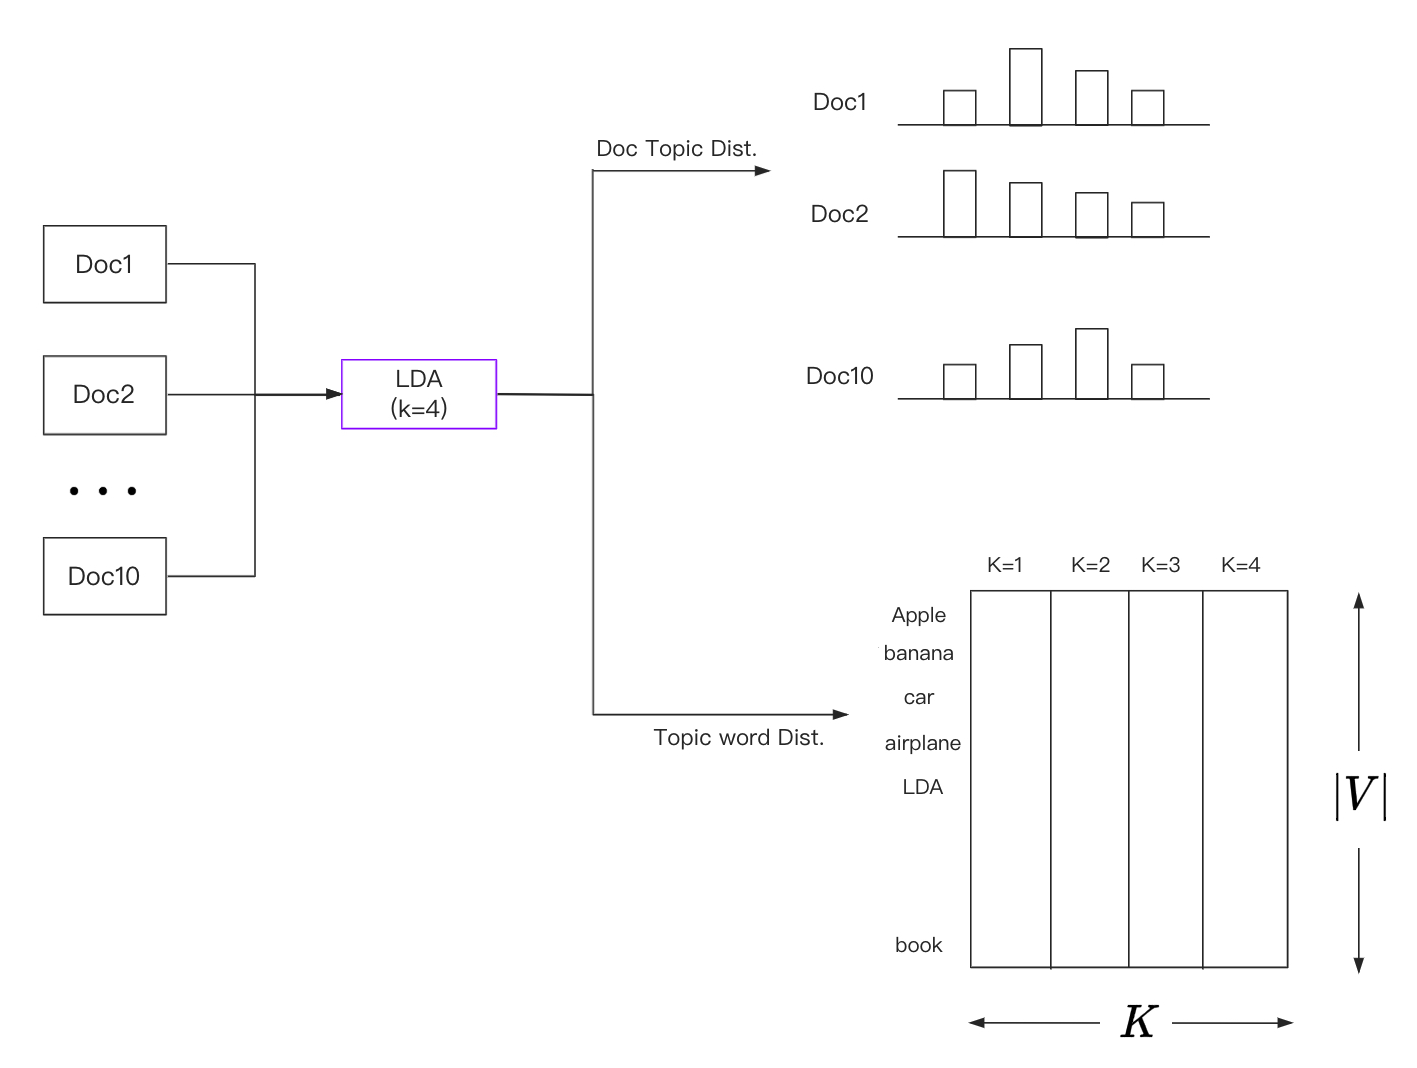 Doc1
Doc2
Doc10
LDA
(k=4)
Doc Topic Dist.
Doc1
Doc2
Doc10
Topic word Dist.
K=1 K=2 K=3 K=4
Apple
banana
car
airplane
LDA
book
|V|
K